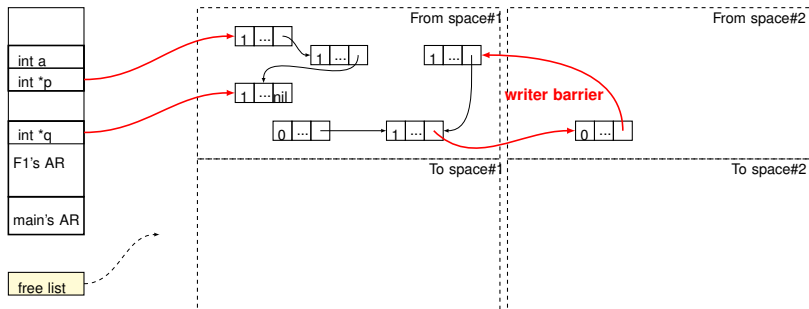 From space#1
From space#2
1 ...
int a
1 ...
1 ...
int *p
1 ... nil
writer barrier
int *q
0 ...
1 ...
0 ...
F1's AR
To space#1
To space#2
main's AR
free list